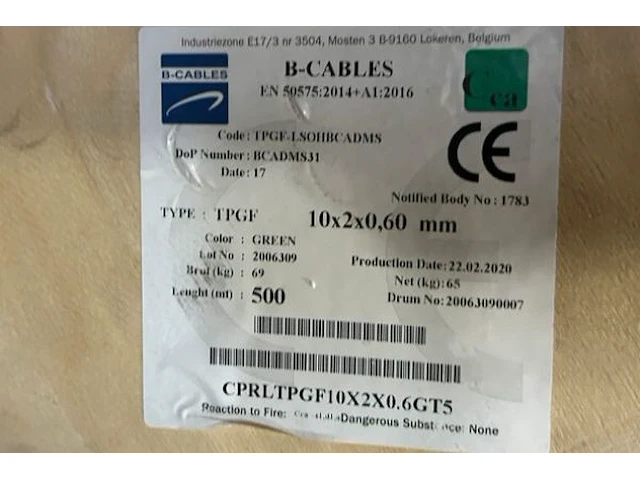 Industriezone E17/3 nr 3504, Mosten 3 B-9160 Lokeren, Belgium
B-CABLES
B-CABLES
EN 50575:2014+A1:2016
Cca
Code: TPGF-LSOHBCADMS
DoP Number: BCADMS31
Date: 17
CE
Notified Body No: 1783
TYPE: TPGF 10x2x0,60 mm
Color: GREEN
Lot No: 2006309
Production Date: 22.02.2020
Brut (kg): 69
Net (kg): 65
Lenght (mt): 500
Drum No: 20063090007
CPRLTPGF10X2X0.6GT5
Reaction to Fire: Dangerous Substance: None